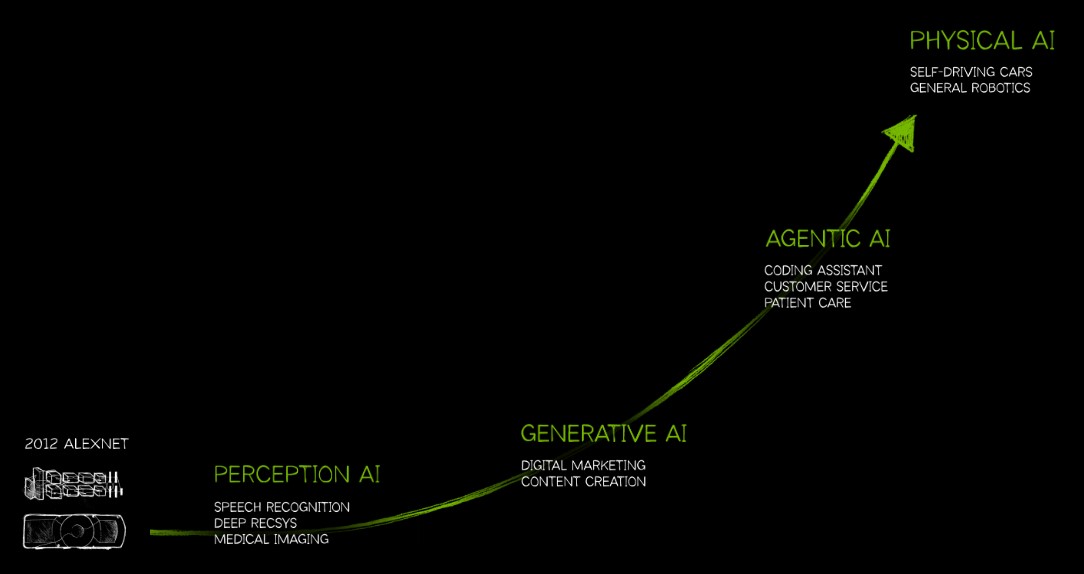 PHYSICAL AI
SELF-DRIVING CARS
GENERAL ROBOTICS
AGENTIC AI
CODING ASSISTANT
CUSTOMER SERVICE
PATIENT CARE
GENERATIVE AI
DIGITAL MARKETING
CONTENT CREATION
2012 ALEXNET
PERCEPTION AI
SPEECH RECOGNITION
DEEP RECSYS
MEDICAL IMAGING